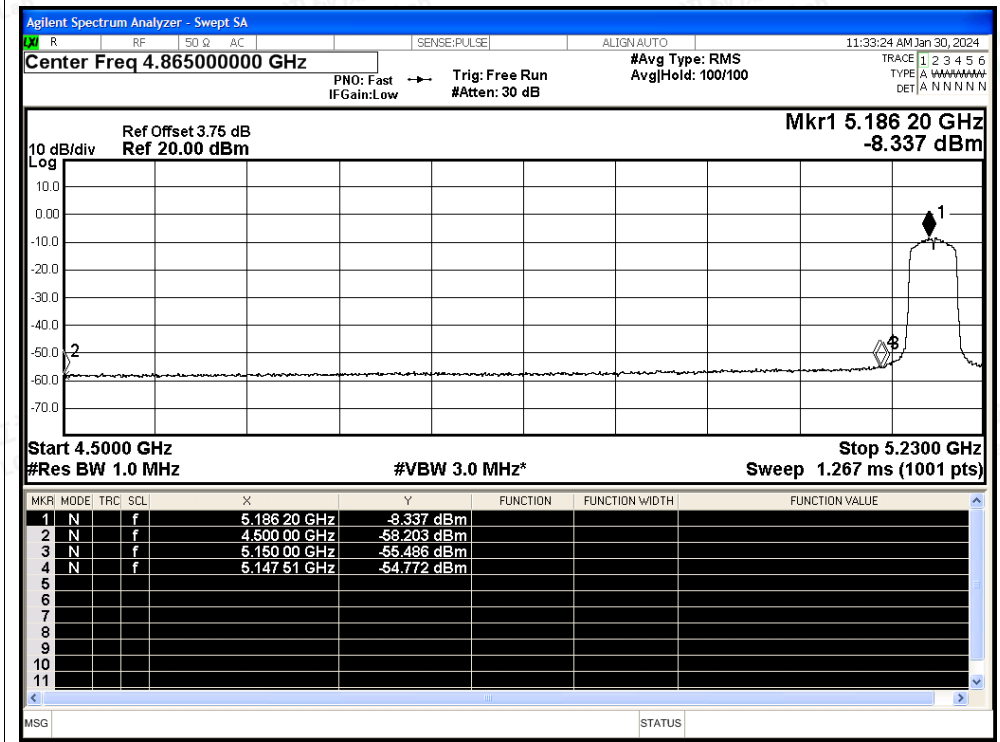 Agilent Spectrum Analyzer - Swept SA
LXI R RF 50 Ω AC SENSE:PULSE ALIGN AUTO 11:33:24 AM Jan 30, 2024
Center Freq 4.865000000 GHz #Avg Type: RMS TRACE 1 2 3 4 5 6
PNO: Fast Trig: Free Run Avg|Hold: 100/100 TYPE A WWWWW
IFGain:Low #Atten: 30 dB DET A N N N N N
Mkr1 5.186 20 GHz
Ref Offset 3.75 dB
10 dB/div Ref 20.00 dBm -8.337 dBm
Log
10.0
0.00
1
-10.0
-20.0
-30.0
-40.0
-50.0
2
3
-60.0
-70.0
Start 4.5000 GHz Stop 5.2300 GHz
#Res BW 1.0 MHz #VBW 3.0 MHz* Sweep 1.267 ms (1001 pts)
MKR MODE TRC SCL X Y FUNCTION FUNCTION WIDTH FUNCTION VALUE
1 N f 5.186 20 GHz -8.337 dBm
2 N f 4.500 00 GHz -58.203 dBm
3 N f 5.150 00 GHz -55.486 dBm
4 N f 5.147 51 GHz -54.772 dBm
5
6
7
8
9
10
11
MSG STATUS